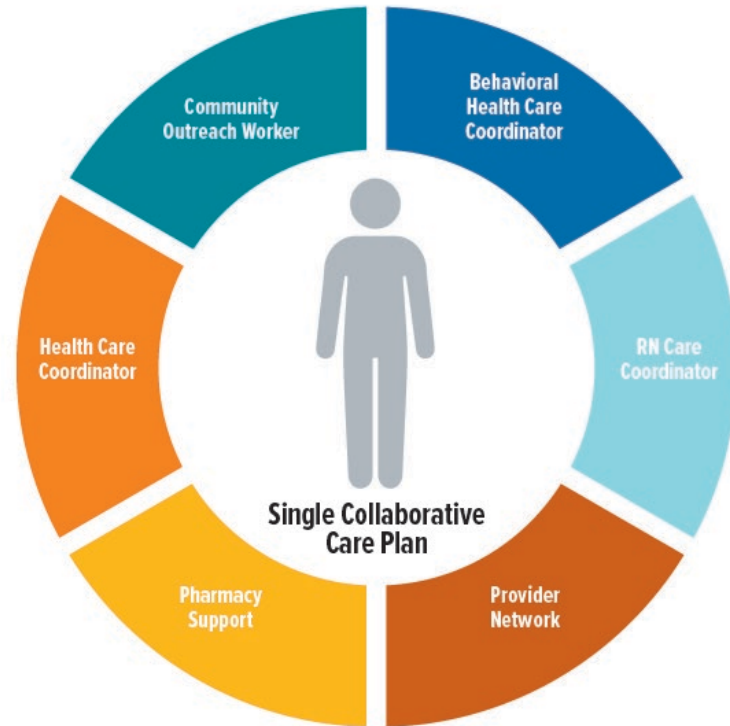 Community
Outreach Worker
Behavioral
Health Care
Coordinator
Health Care
Coordinator
RN Care
Coordinator
Single Collaborative
Care Plan
Pharmacy
Support
Provider
Network